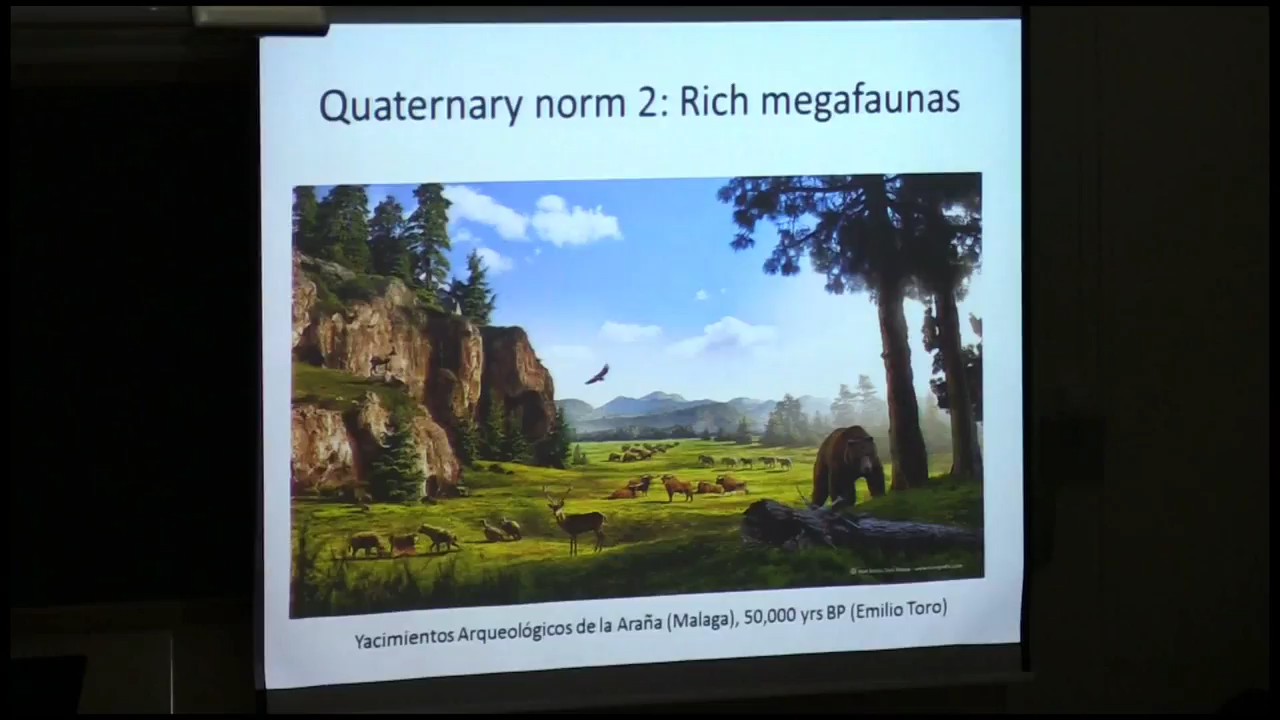 Quaternary norm 2: Rich megafaunas
Yacimientos Arqueológicos de la Araña (Malaga), 50,000 yrs BP (Emilio Toro)